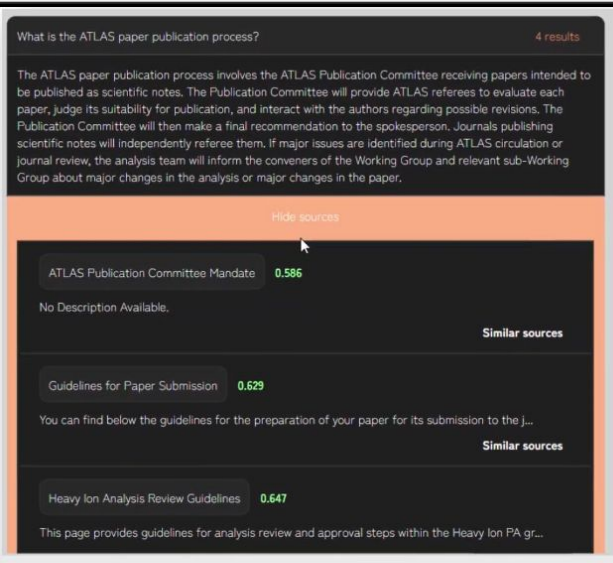 What is the ATLAS paper publication process? 4 results
The ATLAS paper publication process involves the ATLAS Publication Committee receiving papers intended to
be published as scientific notes. The Publication Committee will provide ATLAS referees to evaluate each
paper, judge its suitability for publication, and interact with the authors regarding possible revisions. The
Publication Committee will then make a final recommendation to the spokesperson. Journals publishing
scientific notes will independently referee them. If major issues are identified during ATLAS circulation or
journal review, the analysis team will inform the conveners of the Working Group and relevant sub-Working
Group about major changes in the analysis or major changes in the paper.
Hide sources
ATLAS Publication Committee Mandate 0.586
No Description Available.
Similar sources
Guidelines for Paper Submission 0.629
You can find below the guidelines for the preparation of your paper for its submission to the j...
Similar sources
Heavy Ion Analysis Review Guidelines 0.647
This page provides guidelines for analysis review and approval steps within the Heavy Ion PA gr...